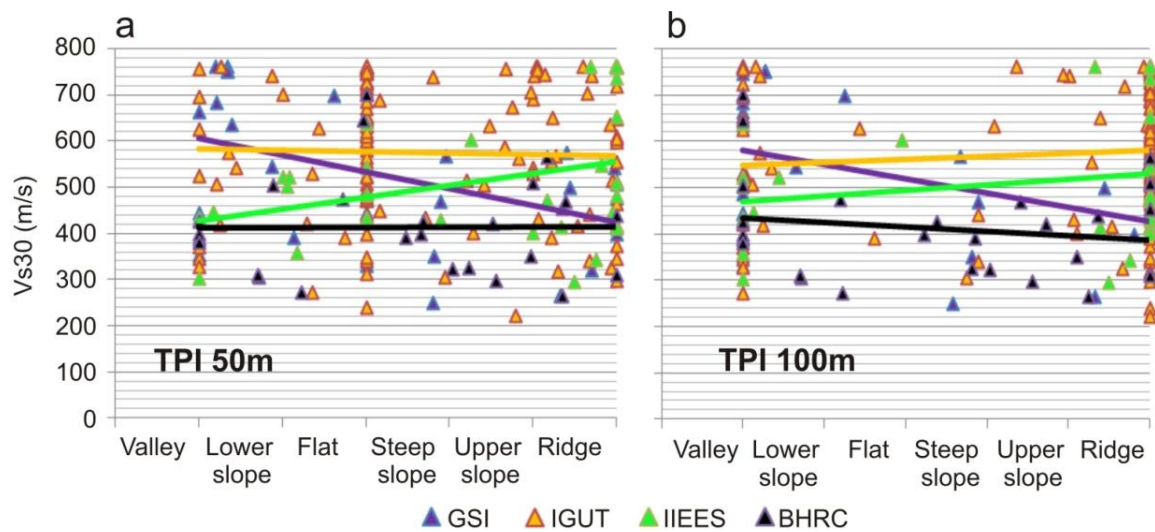 a b
800
700
600
500
400
300
200
100
0
Vs30 (m/s)
TPI 50m TPI 100m
Valley Lower slope Flat Steep slope Upper slope Ridge
Valley Lower slope Flat Steep slope Upper slope Ridge
GSI IGUT IIEES BHRC